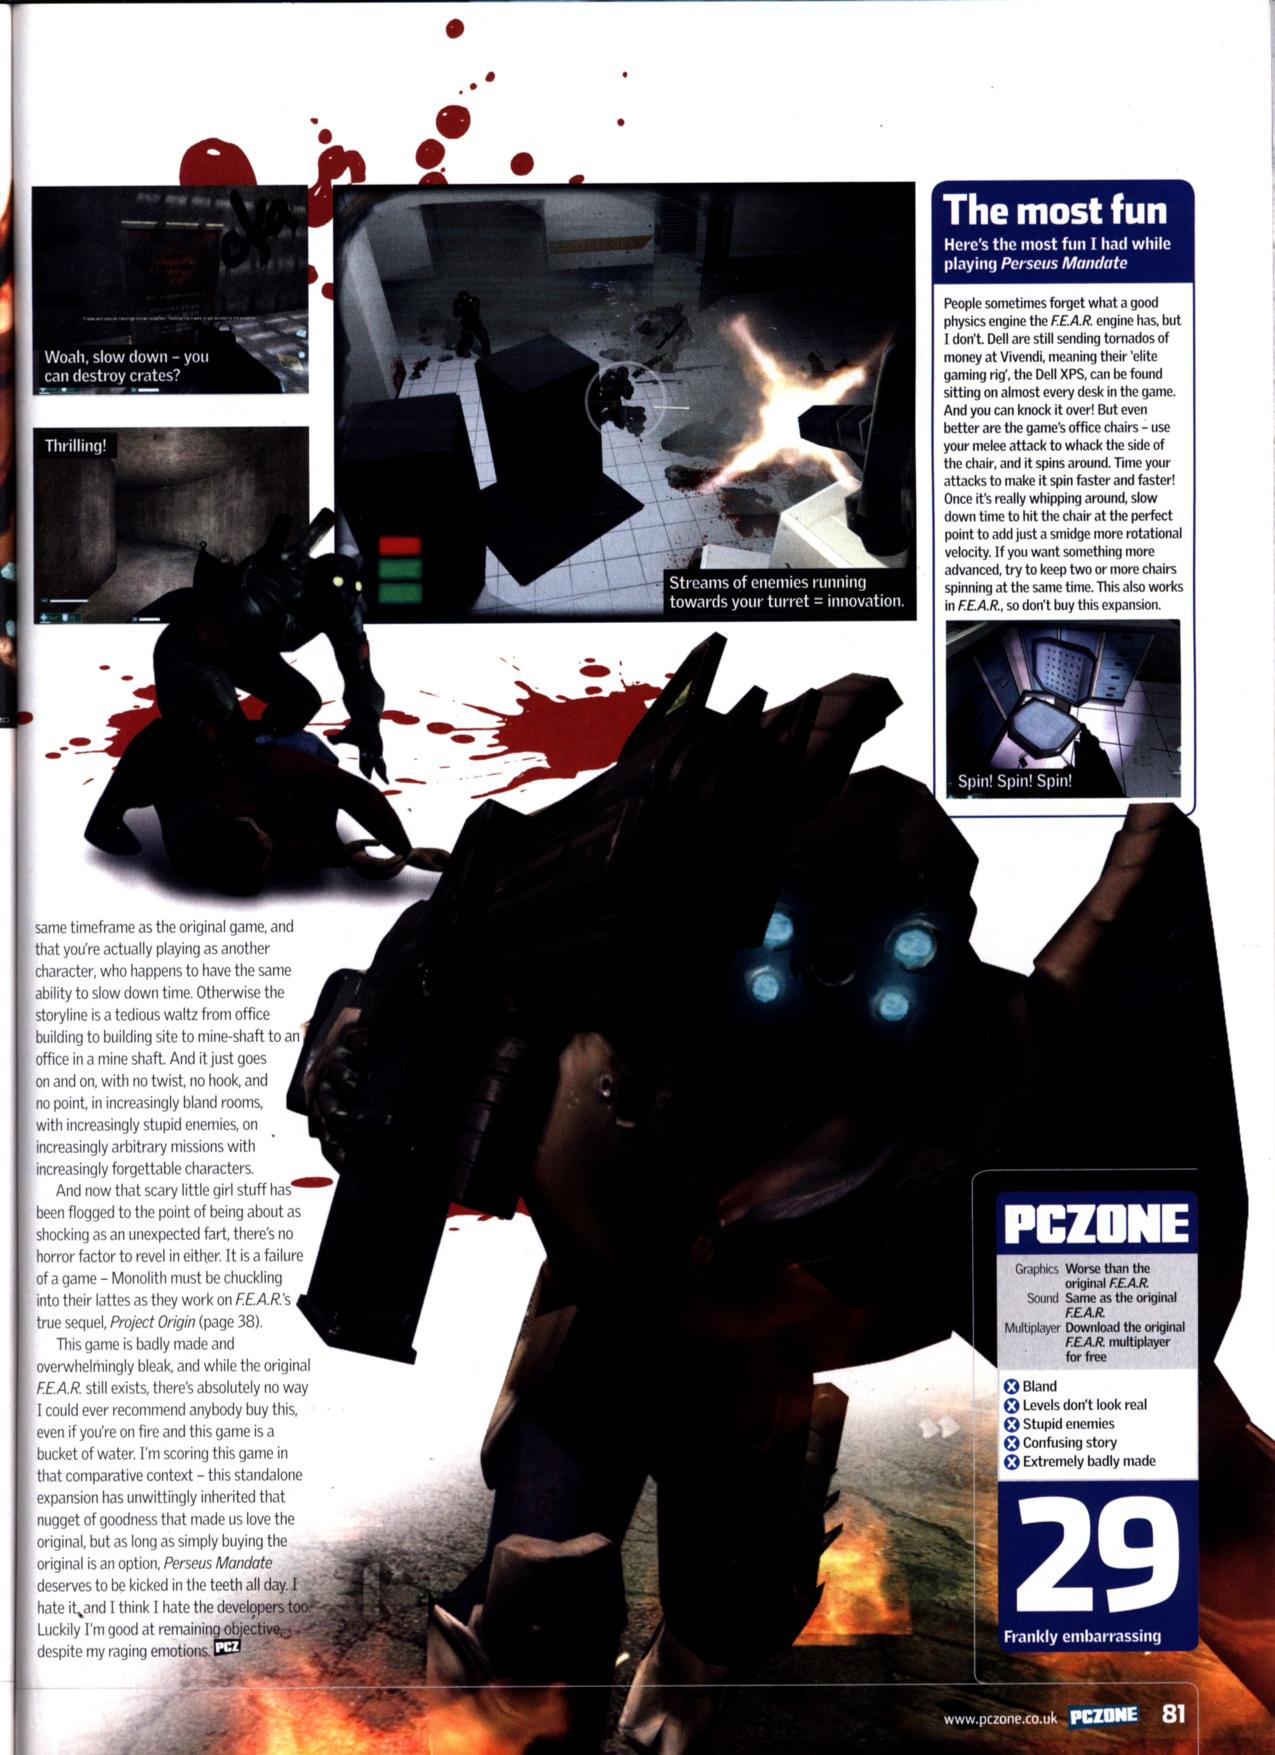 Woah, slow down – you
can destroy crates?
Thrilling!
Streams of enemies running
towards your turret = innovation.
The most fun
Here's the most fun I had while
playing Perseus Mandate
People sometimes forget what a good
physics engine the F.E.A.R. engine has, but
I don't. Dell are still sending tornados of
money at Vivendi, meaning their 'elite
gaming rig', the Dell XPS, can be found
sitting on almost every desk in the game.
And you can knock it over! But even
better are the game's office chairs – use
your melee attack to whack the side of
the chair, and it spins around. Time your
attacks to make it spin faster and faster!
Once it's really whipping around, slow
down time to hit the chair at the perfect
point to add just a smidge more rotational
velocity. If you want something more
advanced, try to keep two or more chairs
spinning at the same time. This also works
in F.E.A.R., so don't buy this expansion.
Spin! Spin! Spin!
same timeframe as the original game, and
that you're actually playing as another
character, who happens to have the same
ability to slow down time. Otherwise the
storyline is a tedious waltz from office
building to building site to mine-shaft to an
office in a mine shaft. And it just goes
on and on, with no twist, no hook, and
no point, in increasingly bland rooms,
with increasingly stupid enemies, on
increasingly arbitrary missions with
increasingly forgettable characters.
And now that scary little girl stuff has
been flogged to the point of being about as
shocking as an unexpected fart, there's no
horror factor to revel in either. It is a failure
of a game – Monolith must be chuckling
into their lattes as they work on F.E.A.R.'s
true sequel, Project Origin (page 38).
This game is badly made and
overwhelmingly bleak, and while the original
F.E.A.R. still exists, there's absolutely no way
I could ever recommend anybody buy this,
even if you're on fire and this game is a
bucket of water. I'm scoring this game in
that comparative context – this standalone
expansion has unwittingly inherited that
nugget of goodness that made us love the
original, but as long as simply buying the
original is an option, Perseus Mandate
deserves to be kicked in the teeth all day. I
hate it, and I think I hate the developers too.
Luckily I'm good at remaining objective,
despite my raging emotions. PCZ
PCZONE
Graphics Worse than the
original F.E.A.R.
Sound Same as the original
F.E.A.R.
Multiplayer Download the original
F.E.A.R. multiplayer
for free
Bland
Levels don't look real
Stupid enemies
Confusing story
Extremely badly made
29
Frankly embarrassing
www.pczone.co.uk PCZONE 81